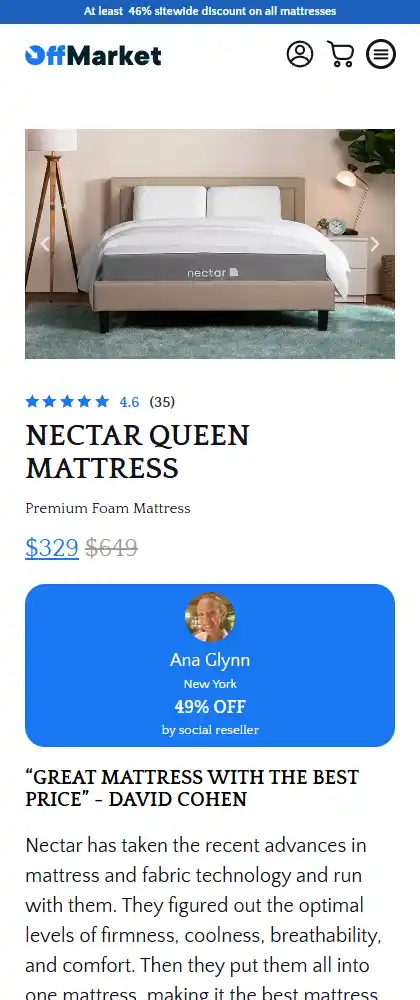 At least 46% sitewide discount on all mattresses
OffMarket
nectar
4.6 (35)
NECTAR QUEEN
MATTRESS
Premium Foam Mattress
$329 $649
Ana Glynn
New York
49% OFF
by social reseller
“GREAT MATTRESS WITH THE BEST
PRICE” - DAVID COHEN
Nectar has taken the recent advances in
mattress and fabric technology and run
with them. They figured out the optimal
levels of firmness, coolness, breathability,
and comfort. Then they put them all into
one mattress, making it the best mattress